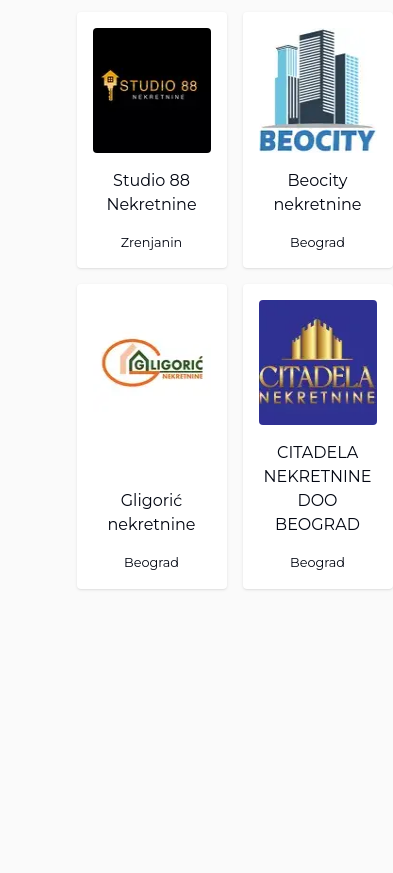 STUDIO 88
NEKRETNINE
Studio 88
Nekretnine
Zrenjanin
BEOCITY
Beocity
nekretnine
Beograd
GLIGORIĆ
NEKRETNINE
Gligorić
nekretnine
Beograd
CITADELA
NEKRETNINE
CITADELA
NEKRETNINE
DOO
BEOGRAD
Beograd